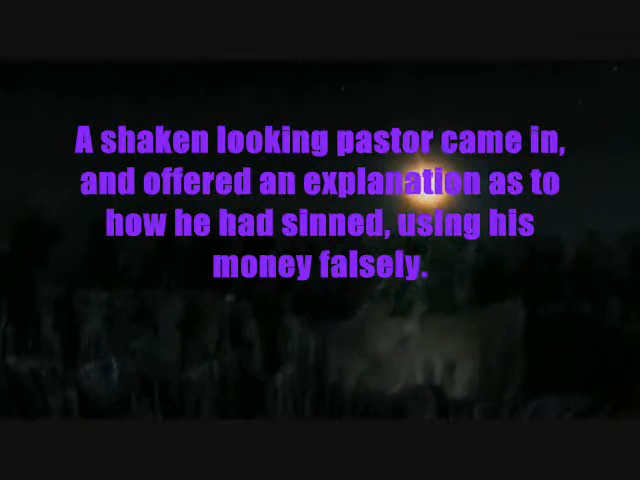 A shaken looking pastor came in,
and offered an explanation as to
how he had sinned, using his
money falsely.